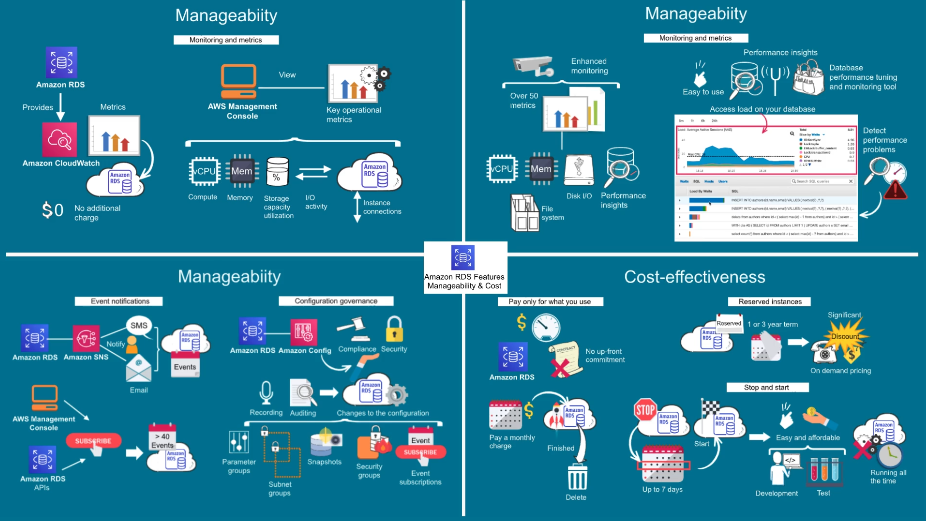 Manageabiity
Monitoring and metrics
Amazon RDS
Provides
Metrics
Amazon CloudWatch
Amazon
RDS
$0
No additional
charge
View
AWS Management
Console
Key operational
metrics
vCPU
Mem
%
Amazon
RDS
Compute
Memory
Storage
capacity
utilization
I/O
activity
Instance
connections
Manageabiity
Monitoring and metrics
Enhanced
monitoring
Over 50
metrics
vCPU
Mem
Disk I/O
Performance
insights
File
system
Performance insights
Easy to use
Database
performance tuning
and monitoring tool
Access load on your database
Detect
performance
problems
Amazon RDS Features
Manageability & Cost
Manageabiity
Event notifications
Amazon RDS
Amazon SNS
SMS
Notify
Email
Amazon
RDS
Events
AWS Management
Console
SUBSCRIBE
Amazon RDS
APIs
> 40
Events
Amazon
RDS
Configuration governance
Amazon RDS
Amazon Config
Compliance
Security
Recording
Auditing
Amazon
RDS
Changes to the configuration
Parameter
groups
Subnet
groups
Snapshots
Security
groups
Event
SUBSCRIBE
Event
subscriptions
Cost-effectiveness
Pay only for what you use
$
Amazon RDS
CONTRACT
No up-front
commitment
$
Pay a monthly
charge
Amazon
RDS
Finished
Delete
Reserved instances
Amazon
RDS
Reserved
1 or 3 year term
Significant
Discount
$
On demand pricing
Stop and start
STOP
Amazon
RDS
Amazon
RDS
Start
Up to 7 days
Easy and affordable
Development
Test
Amazon
RDS
Running all
the time